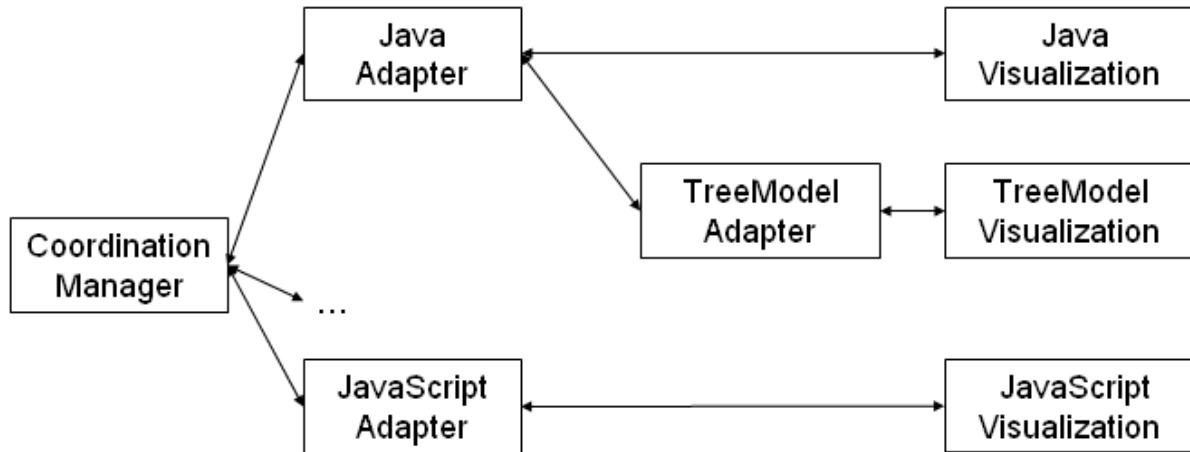 Java
Adapter
Java
Visualization
TreeModel
Adapter
TreeModel
Visualization
Coordination
Manager
...
JavaScript
Adapter
JavaScript
Visualization